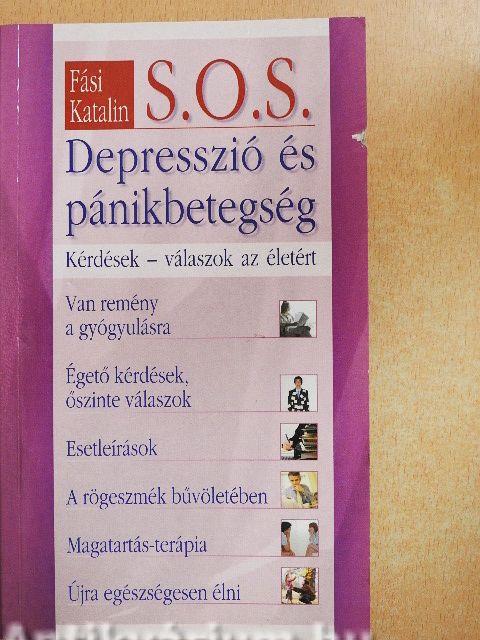 Fási
Katalin
S.O.S.
Depresszió és
pánikbetegség
Kérdések – válaszok az életért
Van remény
a gyógyulásra
Égető kérdések,
őszinte válaszok
Esetleírások
A rögeszmék bűvöletében
Magatartás-terápia
Újra egészségesen élni